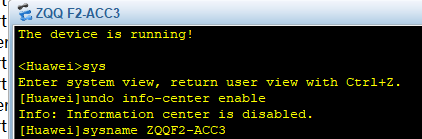 ZQQ F2-ACC3
The device is running!
<Huawei>sys
Enter system view, return user view with Ctrl+Z.
[Huawei]undo info-center enable
Info: Information center is disabled.
[Huawei]sysname ZQQF2-ACC3